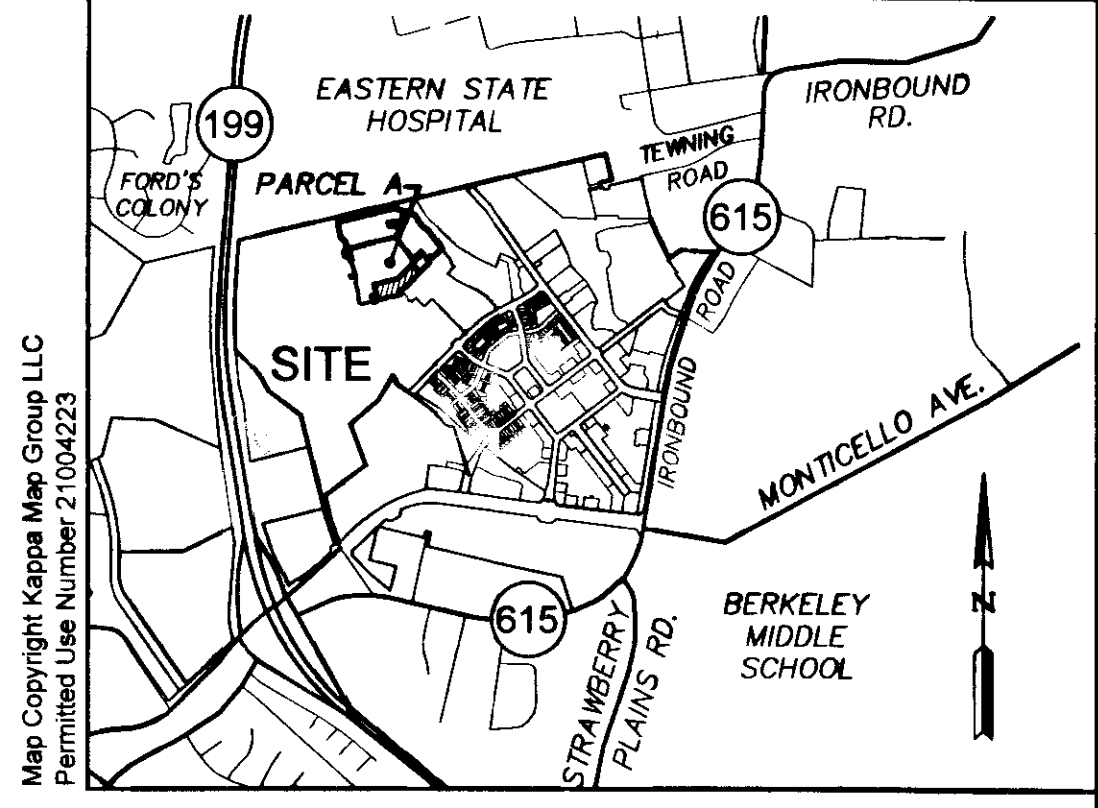 EASTERN STATE
HOSPITAL
IRONBOUND
RD.
199
TEWNING
ROAD
FORD'S
COLONY
PARCEL A
615
ROAD
SITE
IRONBOUND
MONTICELLO AVE.
615
STRAWBERRY
PLAINS RD.
BERKELEY
MIDDLE
SCHOOL
N
Map Copyright Kappa Map Group LLC
Permitted Use Number 21004223